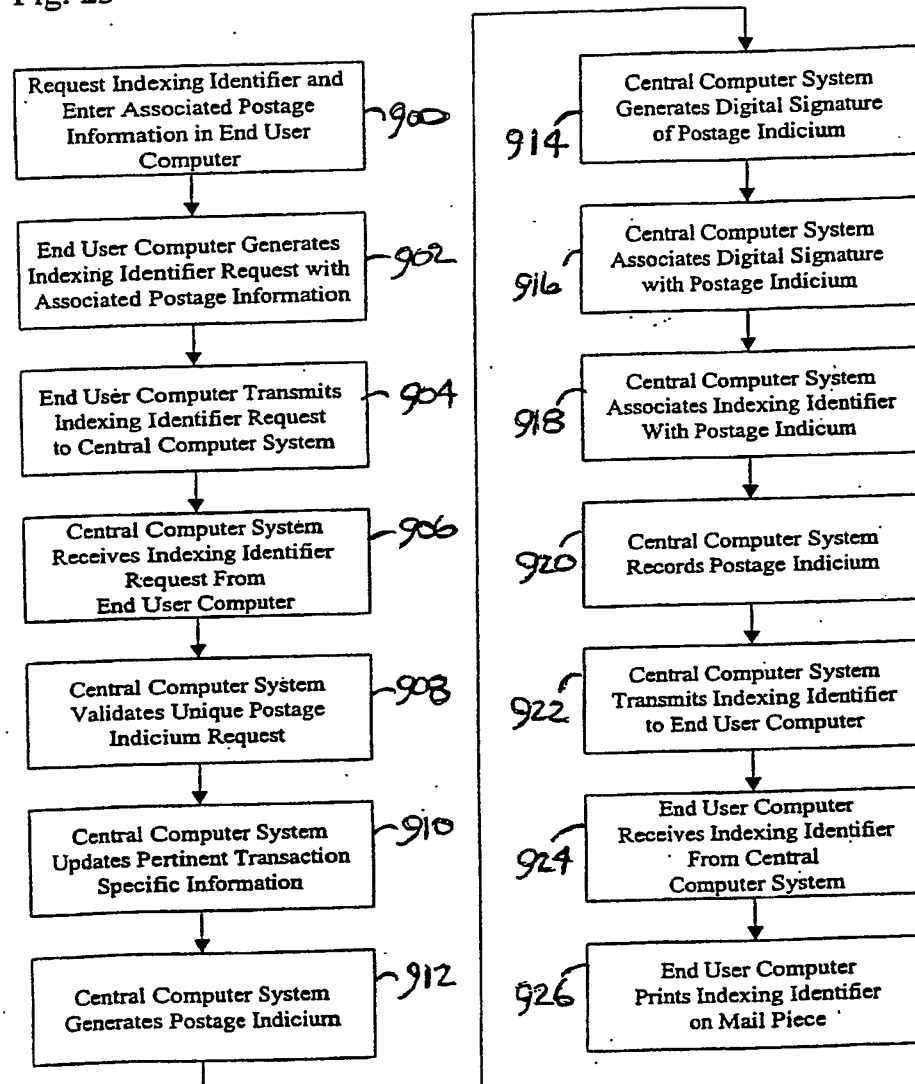 Request Indexing Identifier and
Enter Associated Postage
Information in End User
Computer
900
End User Computer Generates
Indexing Identifier Request with
Associated Postage Information
902
End User Computer Transmits
Indexing Identifier Request
to Central Computer System
904
Central Computer System
Receives Indexing Identifier
Request From
End User Computer
906
Central Computer System
Validates Unique Postage
Indicium Request
908
Central Computer System
Updates Pertinent Transaction
Specific Information
910
Central Computer System
Generates Postage Indicium
912
Central Computer System
Generates Digital Signature
of Postage Indicium
914
Central Computer System
Associates Digital Signature
with Postage Indicium
916
Central Computer System
Associates Indexing Identifier
With Postage Indicum
918
Central Computer System
Records Postage Indicium
920
Central Computer System
Transmits Indexing Identifier
to End User Computer
922
End User Computer
Receives Indexing Identifier
From Central
Computer System
924
End User Computer
Prints Indexing Identifier
on Mail Piece
926